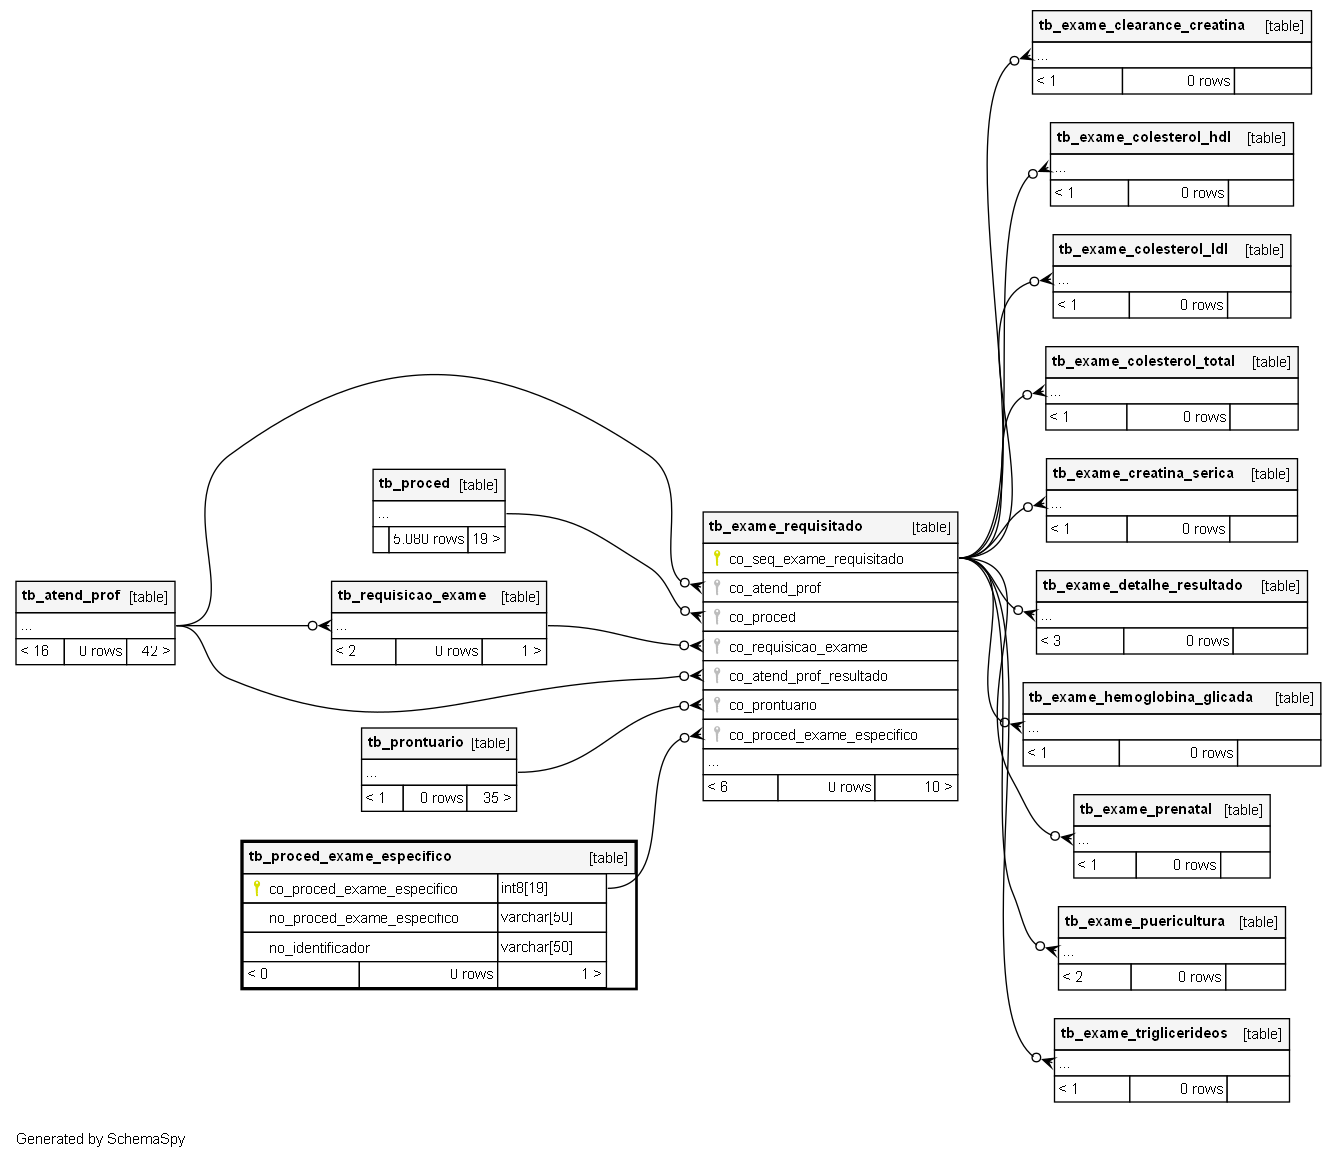 tb_exame_clearance_creatina [table]
...
< 1 0 rows
tb_exame_colesterol_hdl [table]
...
< 1 0 rows
tb_exame_colesterol_ldl [table]
...
< 1 0 rows
tb_exame_colesterol_total [table]
...
< 1 0 rows
tb_exame_creatina_serica [table]
...
< 1 0 rows
tb_exame_detalhe_resultado [table]
...
< 3 0 rows
tb_exame_hemoglobina_glicada [table]
...
< 1 0 rows
tb_exame_prenatal [table]
...
< 1 0 rows
tb_exame_puericultura [table]
...
< 2 0 rows
tb_exame_triglicerideos [table]
...
< 1 0 rows
tb_proced [table]
...
5.080 rows 19 >
tb_atend_prof [table]
...
< 16 0 rows 42 >
tb_requisicao_exame [table]
...
< 2 0 rows 1 >
tb_prontuario [table]
...
< 1 0 rows 35 >
tb_exame_requisitado [table]
co_seq_exame_requisitado
co_atend_prof
co_proced
co_requisicao_exame
co_atend_prof_resultado
co_prontuario
co_proced_exame_especifico
...
< 6 0 rows 10 >
tb_proced_exame_especifico [table]
co_proced_exame_especifico int8[19]
no_proced_exame_especifico varchar[50]
no_identificador varchar[50]
< 0 0 rows 1 >
Generated by SchemaSpy